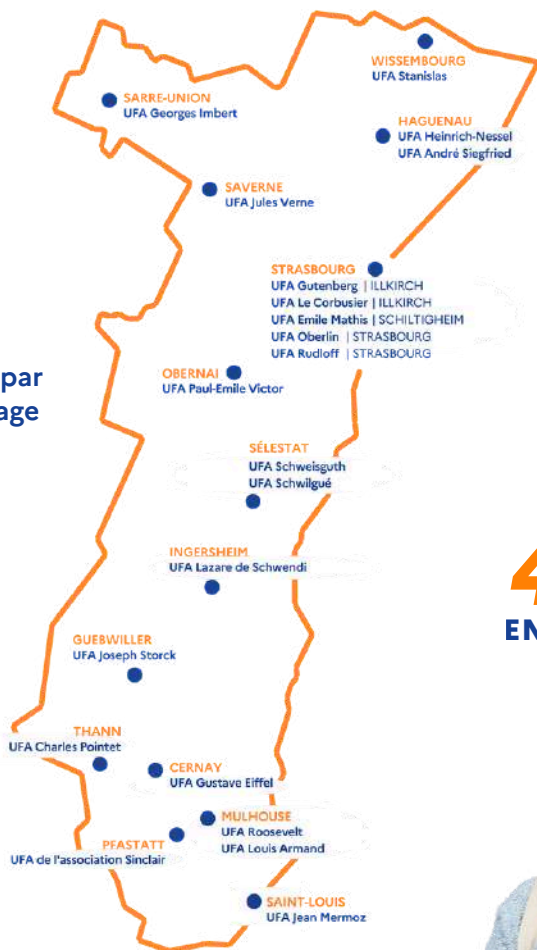 WISSEMBOURG
UFA Stanislas
SARRE-UNION
UFA Georges Imbert
HAGUENAU
UFA Heinrich-Nessel
UFA André Siegfried
SAVERNE
UFA Jules Verne
STRASBOURG
UFA Gutenberg | ILLKIRCH
UFA Le Corbusier | ILLKIRCH
UFA Emile Mathis | SCHILTIGHEIM
UFA Oberlin | STRASBOURG
UFA Rudloff | STRASBOURG
par
age
OBERNAI
UFA Paul-Emile Victor
SÉLESTAT
UFA Schweisguth
UFA Schwilgué
INGERSHEIM
UFA Lazare de Schwendi
4
EN
GUEBWILLER
UFA Joseph Storck
THANN
UFA Charles Pointet
CERNAY
UFA Gustave Eiffel
MULHOUSE
UFA Roosevelt
UFA Louis Armand
PFASTATT
UFA de l'association Sinclair
SAINT-LOUIS
UFA Jean Mermoz